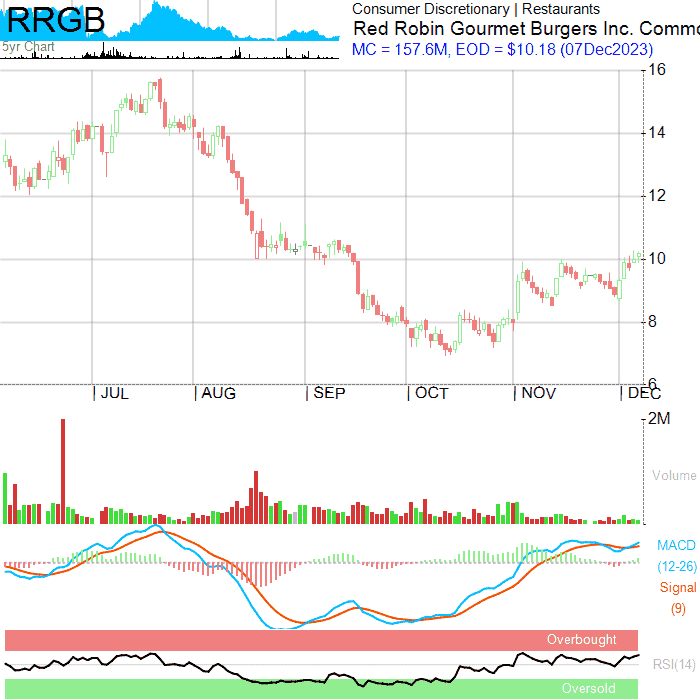 RRGB
5yr Chart
Consumer Discretionary | Restaurants
Red Robin Gourmet Burgers Inc. Commo
MC = 157.6M, EOD = $10.18 (07Dec2023)
16
14
12
10
8
6
JUL AUG SEP OCT NOV DEC
2M
Volume
MACD
(12-26)
Signal
(9)
Overbought
RSI(14)
Oversold